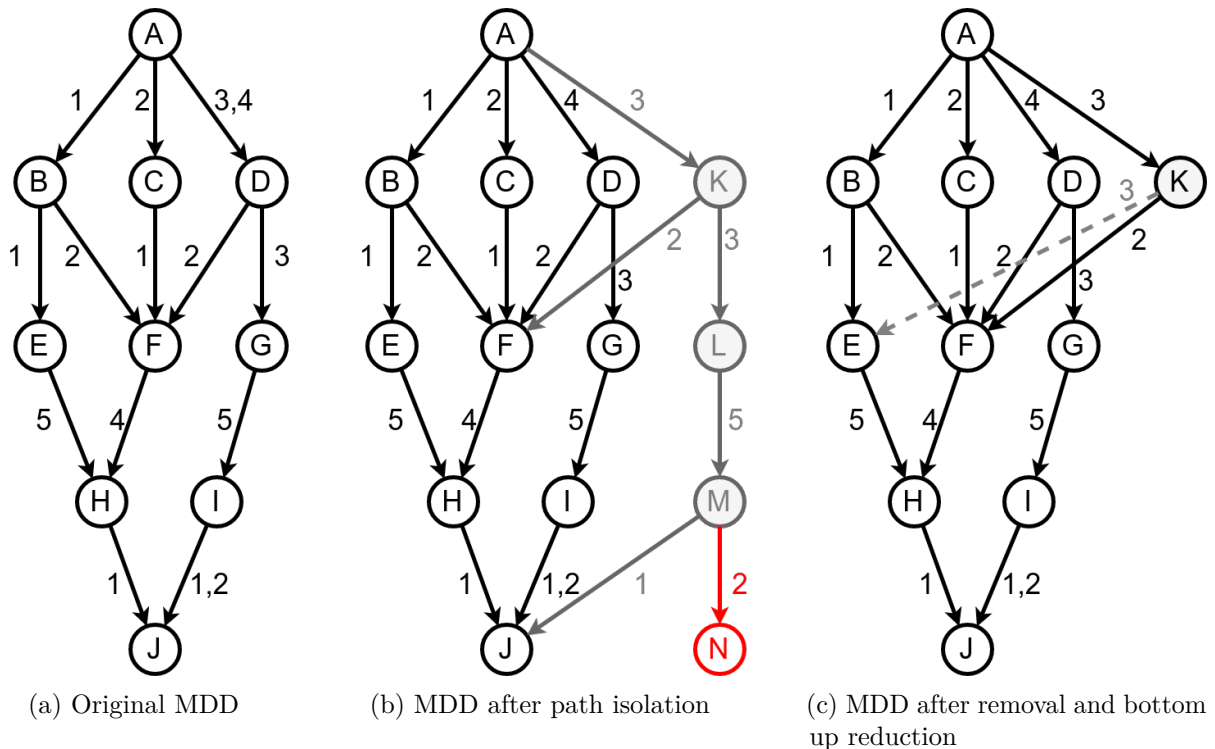 A A A
1 2 3,4 1 2 4 3 1 2 4 3
B C D B C D K B C D K
3
1 2 1 2 3 1 2 1 2 2 3 1 2 1 2 2
3 3
E F G E F G L E F G
5 4 5 5 4 5 5 5 4 5
H I H I M H I
1 1,2 1 1,2 1 2 1 1,2
J J N J
(a) Original MDD (b) MDD after path isolation (c) MDD after removal and bottom
up reduction